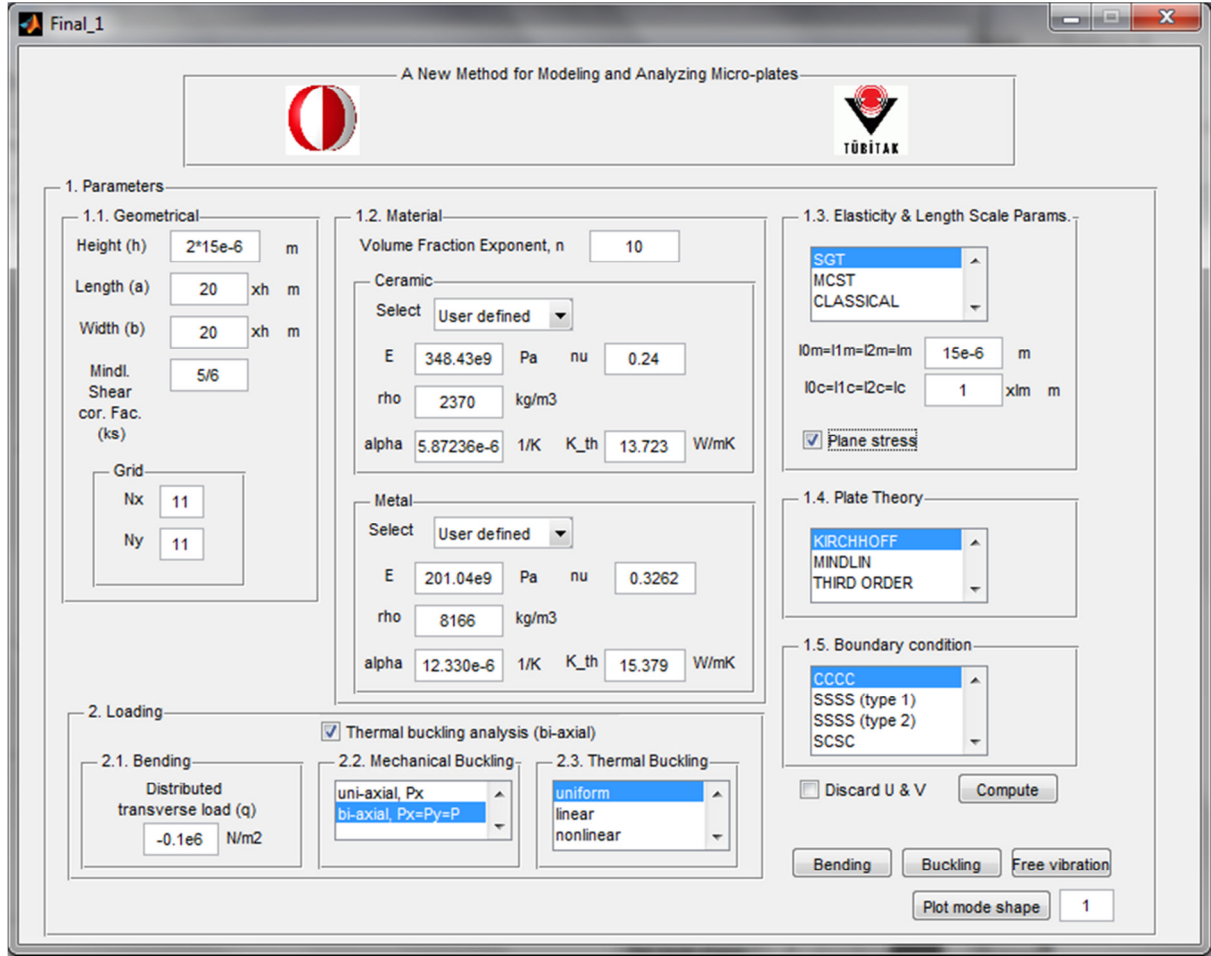 Final_1
A New Method for Modeling and Analyzing Micro-plates
TÜBİTAK
1. Parameters
1.1. Geometrical
Height (h) 2*15e-6 m
Length (a) 20 xh m
Width (b) 20 xh m
Mindl. 5/6
Shear
cor. Fac.
(ks)
Grid
Nx 11
Ny 11
1.2. Material
Volume Fraction Exponent, n 10
Ceramic
Select User defined
E 348.43e9 Pa nu 0.24
rho 2370 kg/m3
alpha 5.87236e-6 1/K K_th 13.723 W/mK
Metal
Select User defined
E 201.04e9 Pa nu 0.3262
rho 8166 kg/m3
alpha 12.330e-6 1/K K_th 15.379 W/mK
1.3. Elasticity & Length Scale Params.
SGT
MCST
CLASSICAL
l0m=l1m=l2m=lm 15e-6 m
l0c=l1c=l2c=lc 1 xlm m
Plane stress
1.4. Plate Theory
KIRCHHOFF
MINDLIN
THIRD ORDER
1.5. Boundary condition
CCCC
SSSS (type 1)
SSSS (type 2)
SCSC
Discard U & V Compute
2. Loading
Thermal buckling analysis (bi-axial)
2.1. Bending
Distributed
transverse load (q)
-0.1e6 N/m2
2.2. Mechanical Buckling
uni-axial, Px
bi-axial, Px=Py=P
2.3. Thermal Buckling
uniform
linear
nonlinear
Bending Buckling Free vibration
Plot mode shape 1